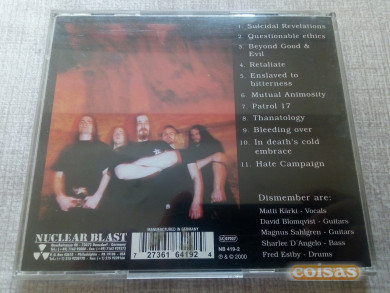 1. Suicidal Revelations
2. Questionable ethics
3. Beyond Good &
Evil
4. Retaliate
5. Enslaved to
bitterness
6. Mutual Animosity
7. Patrol 17
8. Thanatology
9. Bleeding over
10. In death's cold
embrace
11. Hate Campaign
Dismember are:
Matti Kärki - Vocals
David Blomqvist - Guitars
Magnus Sahlgren - Guitars
Sharlee D'Angelo - Bass
Fred Estby - Drums
NUCLEAR BLAST
MANUFACTURED IN GERMANY
NB 419-2
℗ & © 2000
7 27361 64192 4
coisas